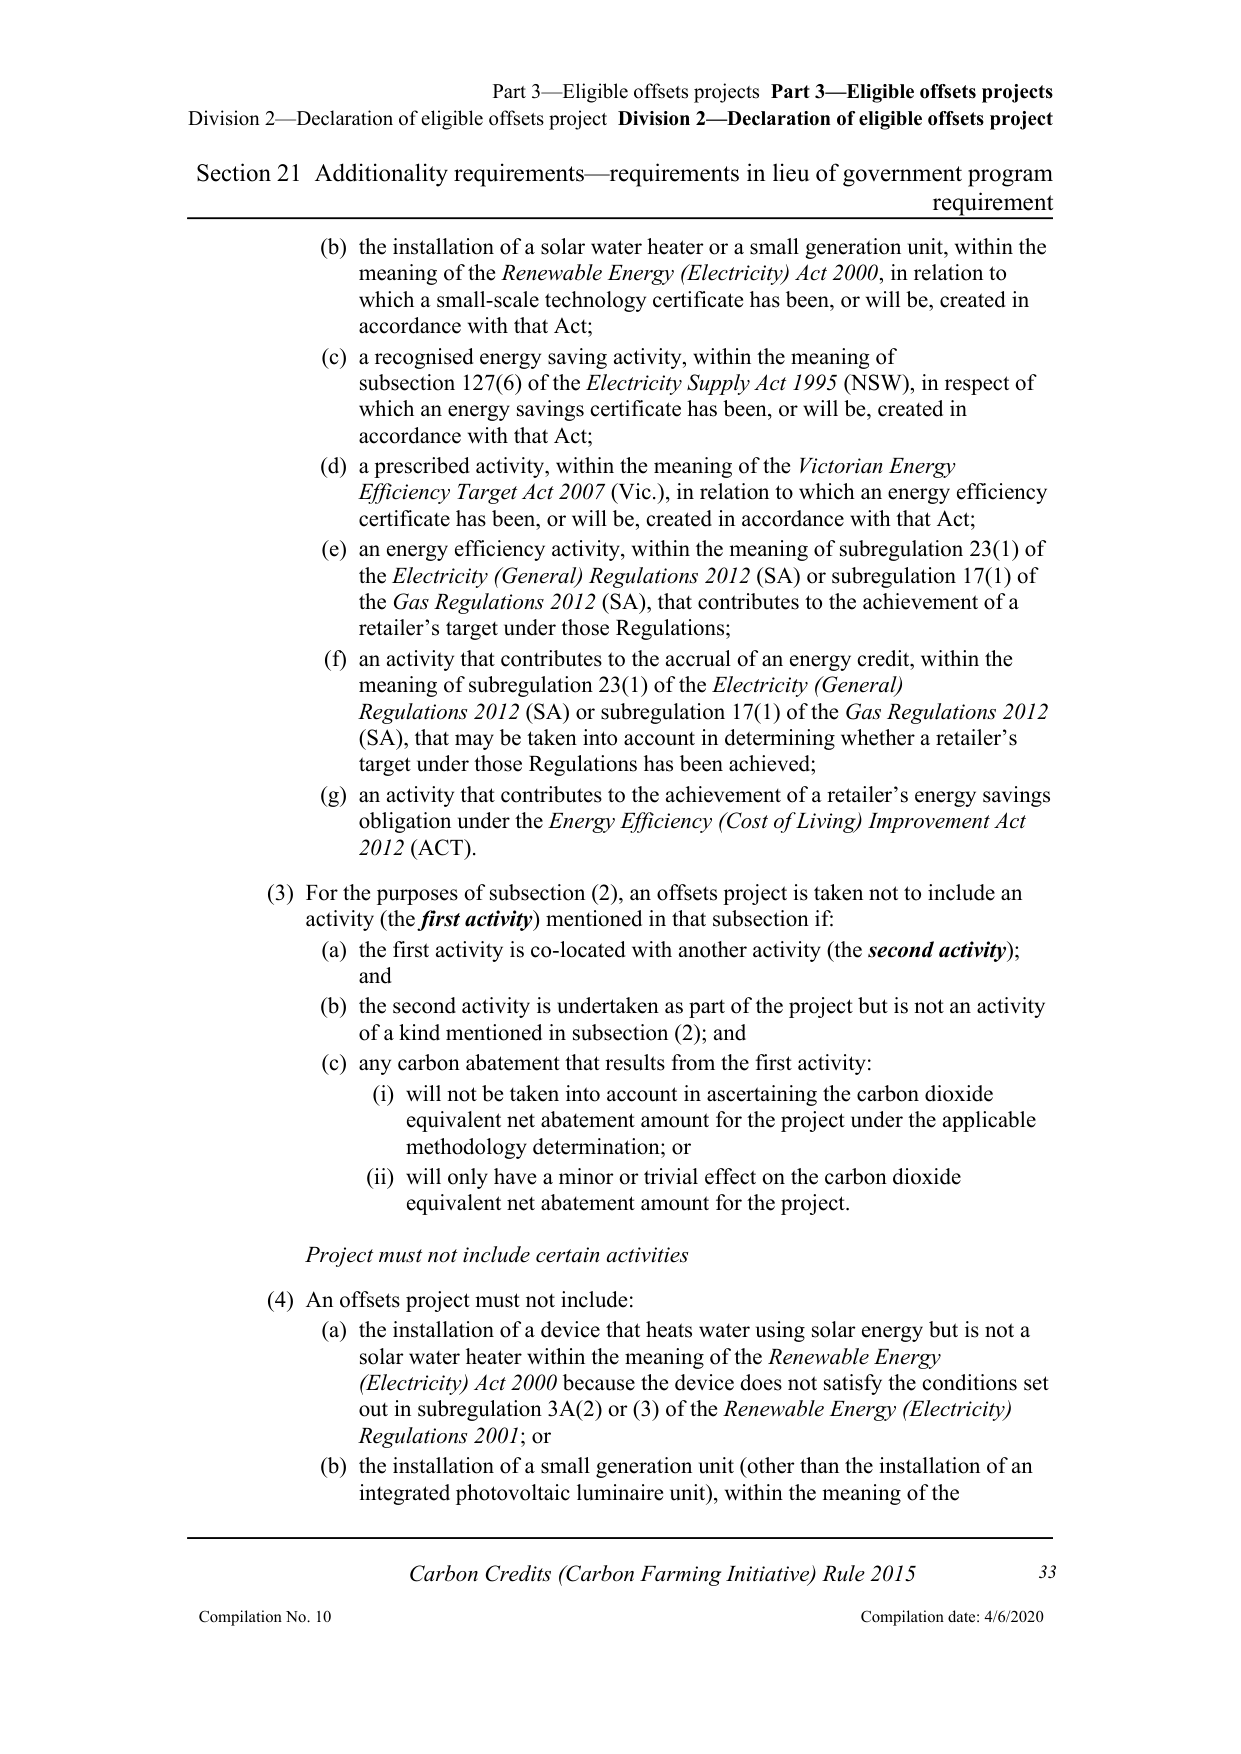 Part 3—Eligible offsets projects Part 3—Eligible offsets projects
Division 2—Declaration of eligible offsets project Division 2—Declaration of eligible offsets project
Section 21 Additionality requirements—requirements in lieu of government program
requirement
(b) the installation of a solar water heater or a small generation unit, within the
meaning of the Renewable Energy (Electricity) Act 2000, in relation to
which a small-scale technology certificate has been, or will be, created in
accordance with that Act;
(c) a recognised energy saving activity, within the meaning of
subsection 127(6) of the Electricity Supply Act 1995 (NSW), in respect of
which an energy savings certificate has been, or will be, created in
accordance with that Act;
(d) a prescribed activity, within the meaning of the Victorian Energy
Efficiency Target Act 2007 (Vic.), in relation to which an energy efficiency
certificate has been, or will be, created in accordance with that Act;
(e) an energy efficiency activity, within the meaning of subregulation 23(1) of
the Electricity (General) Regulations 2012 (SA) or subregulation 17(1) of
the Gas Regulations 2012 (SA), that contributes to the achievement of a
retailer’s target under those Regulations;
(f) an activity that contributes to the accrual of an energy credit, within the
meaning of subregulation 23(1) of the Electricity (General)
Regulations 2012 (SA) or subregulation 17(1) of the Gas Regulations 2012
(SA), that may be taken into account in determining whether a retailer’s
target under those Regulations has been achieved;
(g) an activity that contributes to the achievement of a retailer’s energy savings
obligation under the Energy Efficiency (Cost of Living) Improvement Act
2012 (ACT).
(3) For the purposes of subsection (2), an offsets project is taken not to include an
activity (the first activity) mentioned in that subsection if:
(a) the first activity is co-located with another activity (the second activity);
and
(b) the second activity is undertaken as part of the project but is not an activity
of a kind mentioned in subsection (2); and
(c) any carbon abatement that results from the first activity:
(i) will not be taken into account in ascertaining the carbon dioxide
equivalent net abatement amount for the project under the applicable
methodology determination; or
(ii) will only have a minor or trivial effect on the carbon dioxide
equivalent net abatement amount for the project.
Project must not include certain activities
(4) An offsets project must not include:
(a) the installation of a device that heats water using solar energy but is not a
solar water heater within the meaning of the Renewable Energy
(Electricity) Act 2000 because the device does not satisfy the conditions set
out in subregulation 3A(2) or (3) of the Renewable Energy (Electricity)
Regulations 2001; or
(b) the installation of a small generation unit (other than the installation of an
integrated photovoltaic luminaire unit), within the meaning of the
Carbon Credits (Carbon Farming Initiative) Rule 2015 33
Compilation No. 10 Compilation date: 4/6/2020